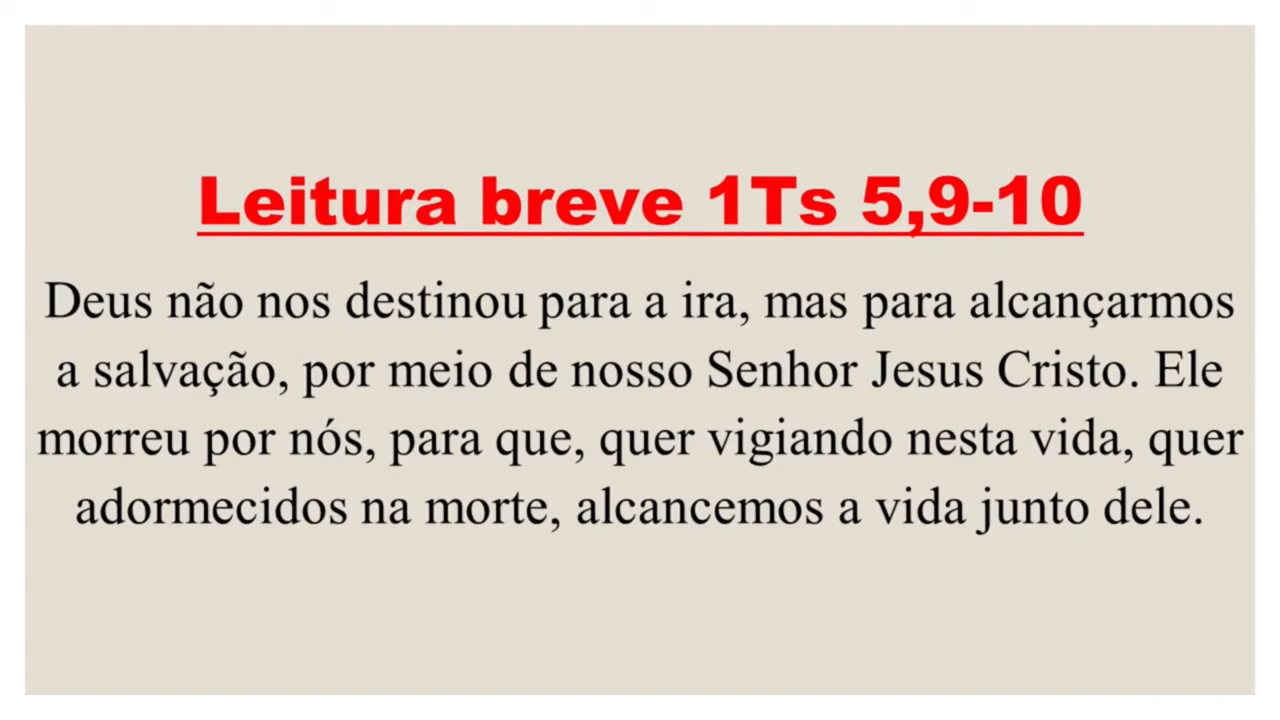 Leitura breve 1Ts 5,9-10
Deus não nos destinou para a ira, mas para alcançarmos
a salvação, por meio de nosso Senhor Jesus Cristo. Ele
morreu por nós, para que, quer vigiando nesta vida, quer
adormecidos na morte, alcancemos a vida junto dele.